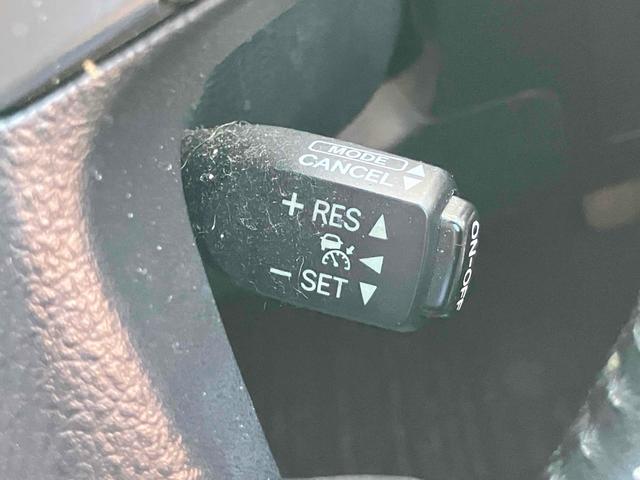 MODE
CANCEL
+ RES
- SET
ON-OFF